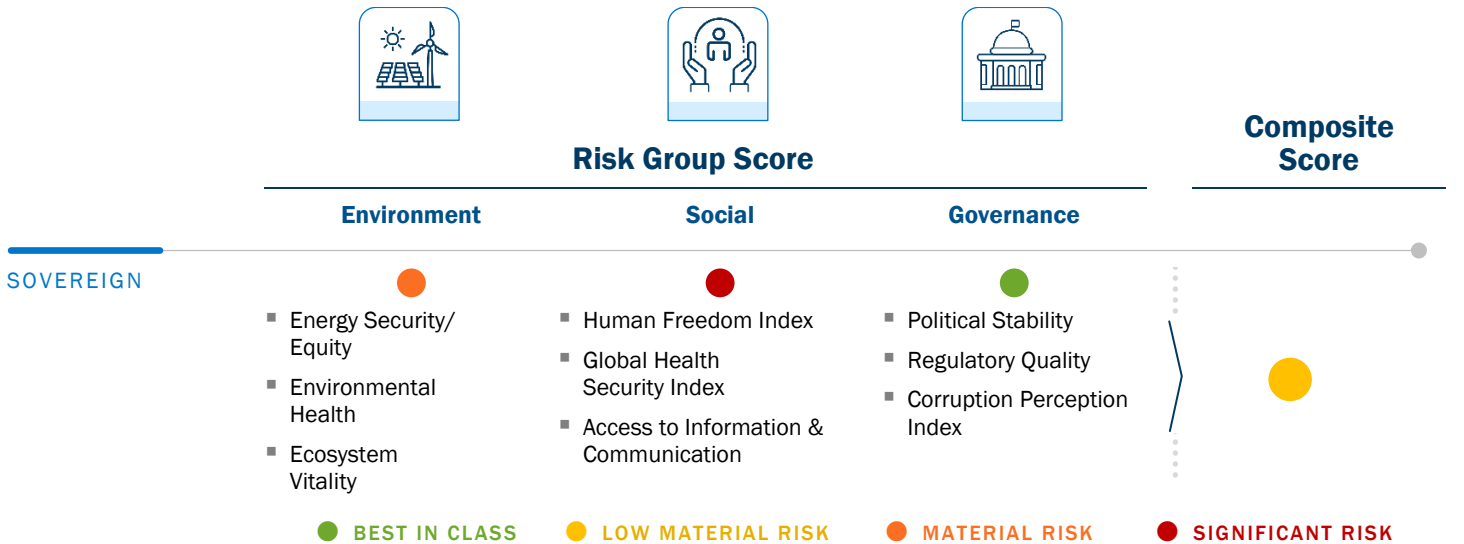 Risk Group Score
Composite
Score
Environment
Social
Governance
SOVEREIGN
Energy Security/
Equity
Environmental
Health
Ecosystem
Vitality
Human Freedom Index
Global Health
Security Index
Access to Information &
Communication
Political Stability
Regulatory Quality
Corruption Perception
Index
BEST IN CLASS
LOW MATERIAL RISK
MATERIAL RISK
SIGNIFICANT RISK